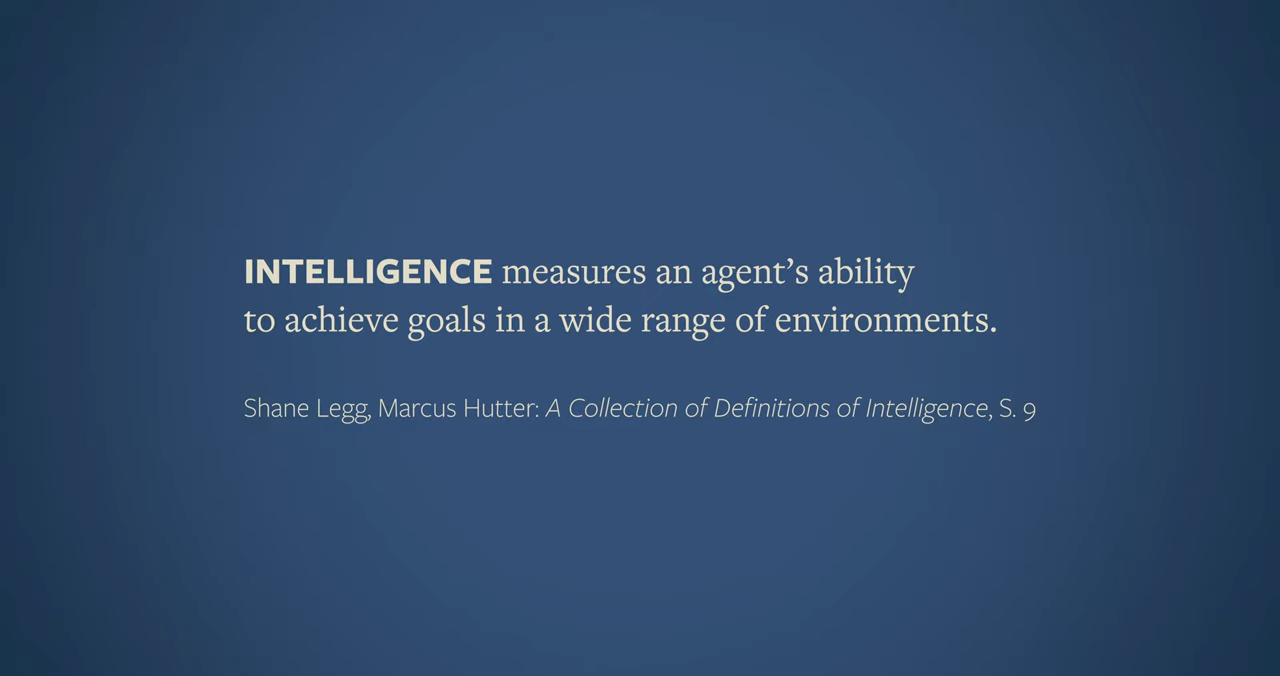 INTELLIGENCE measures an agent’s ability
to achieve goals in a wide range of environments.
Shane Legg, Marcus Hutter: A Collection of Definitions of Intelligence, S. 9